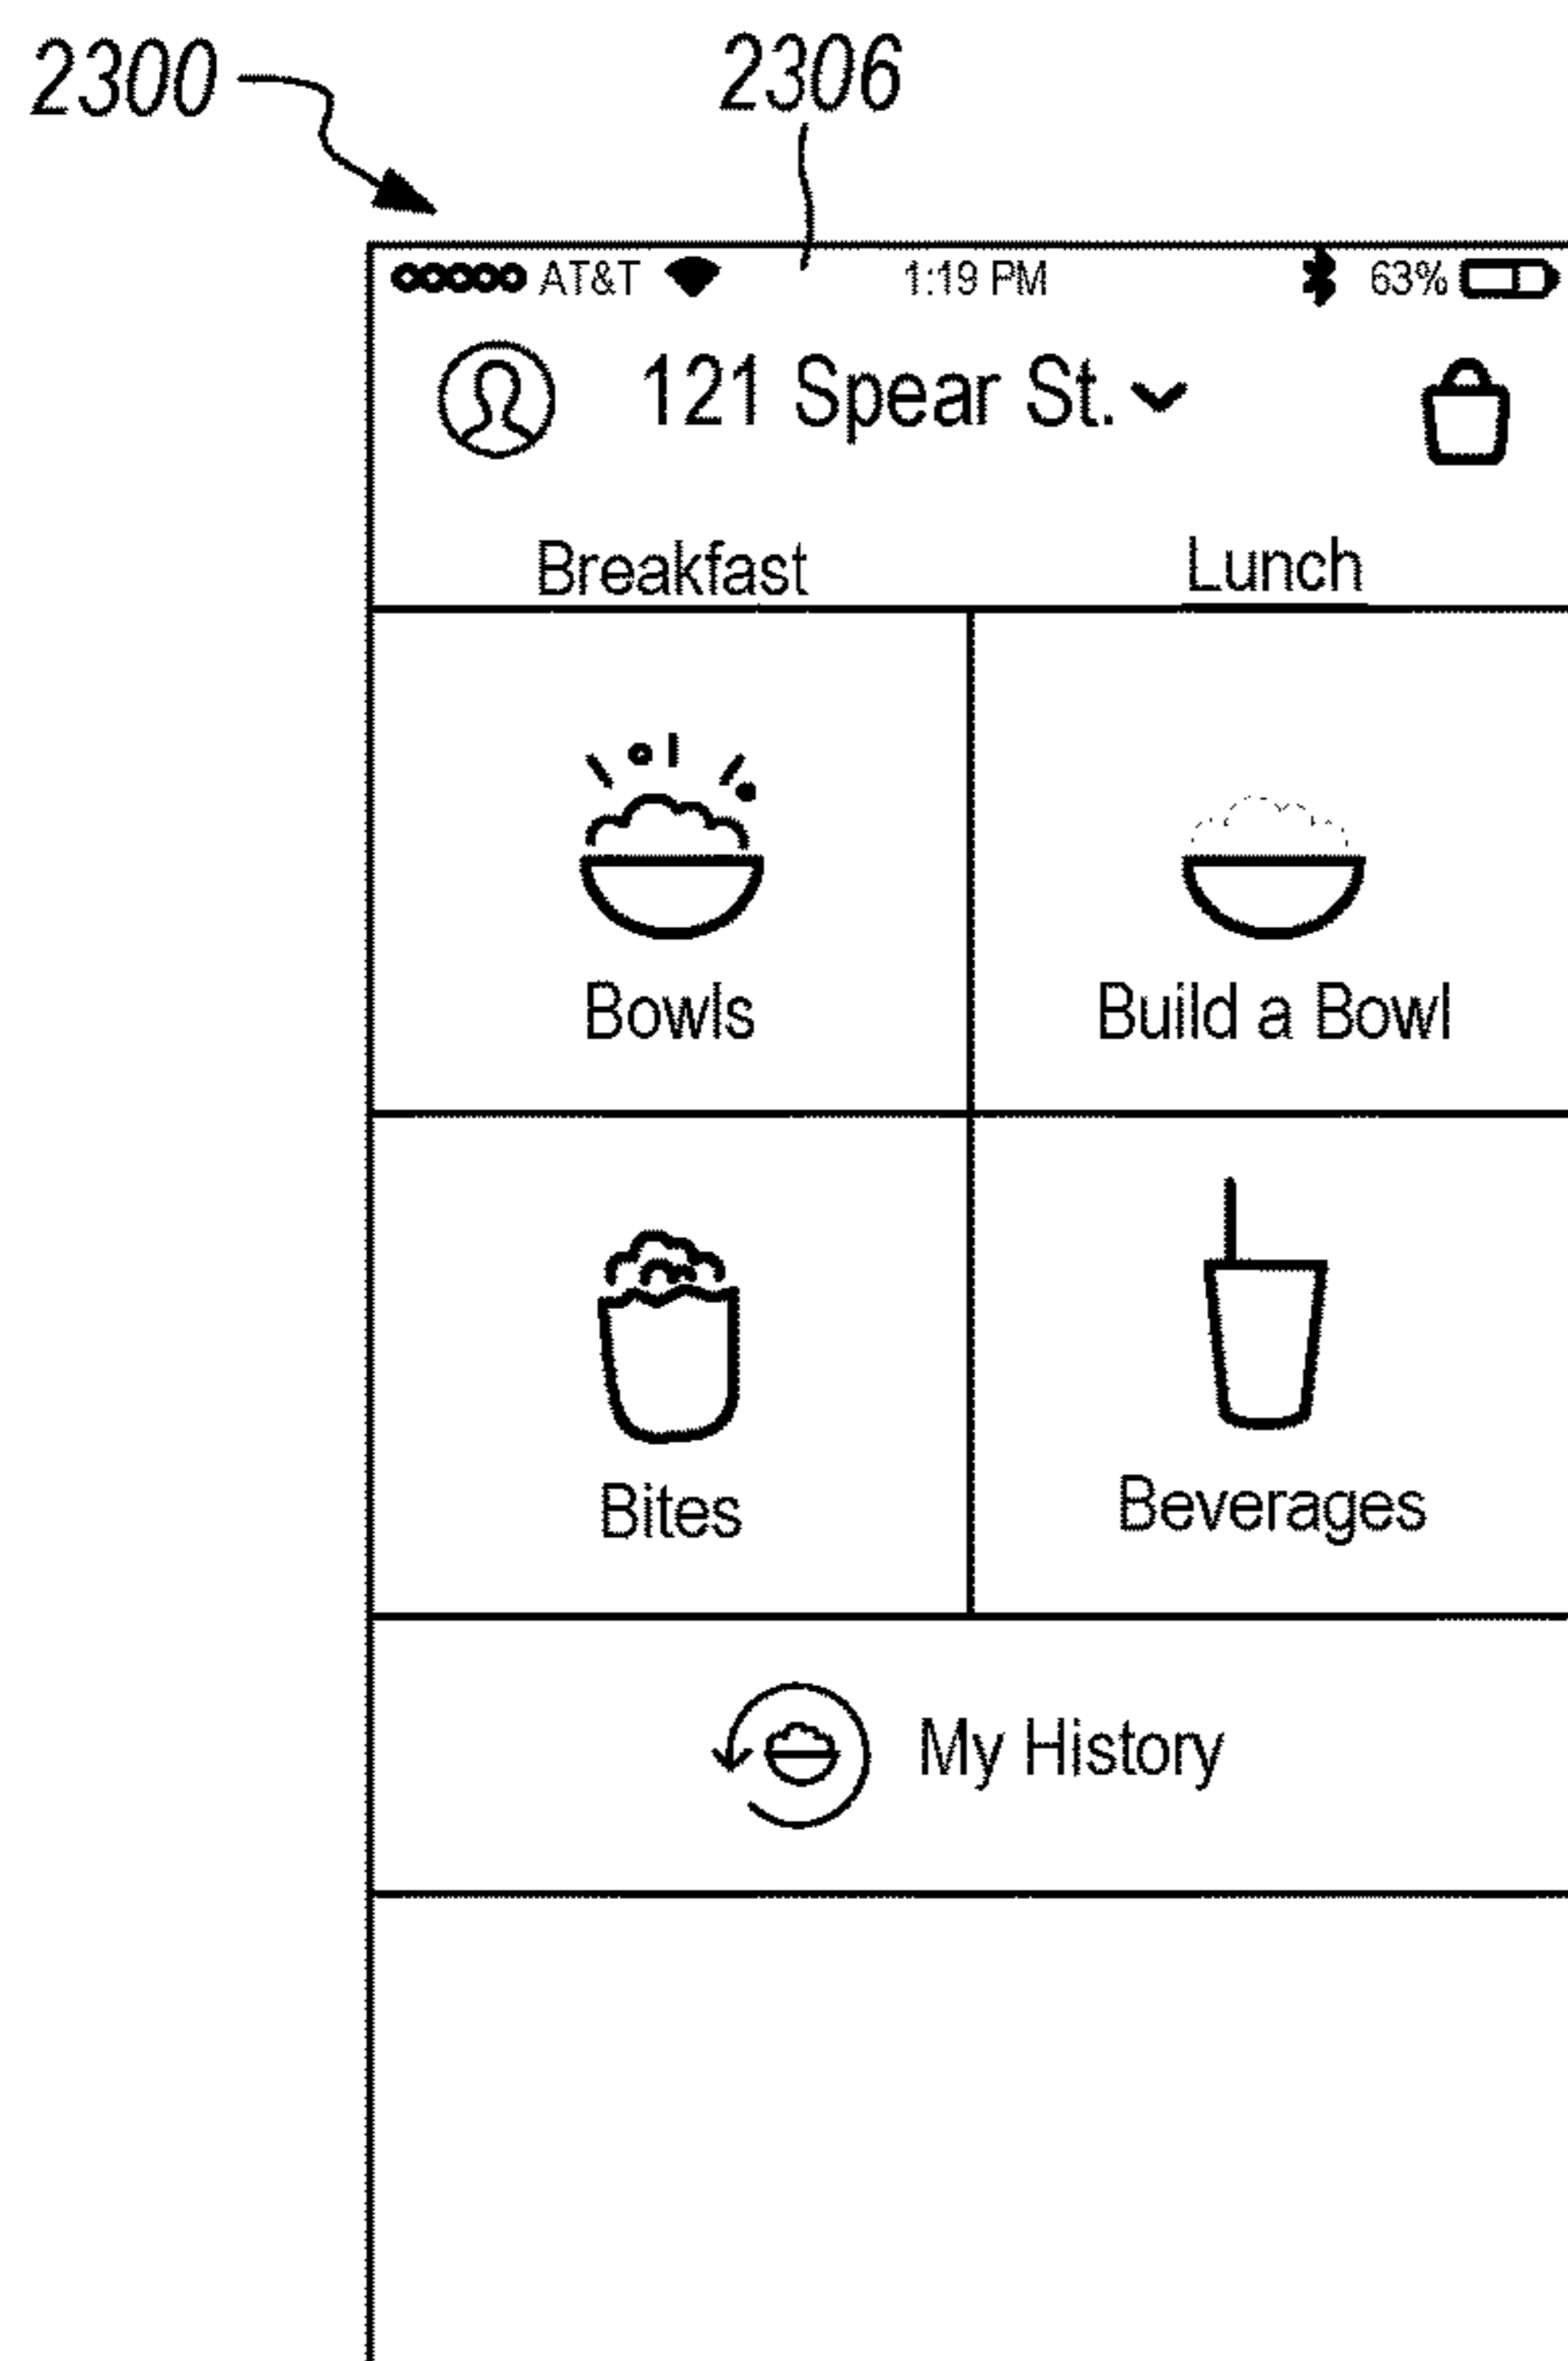 2300
2306
AT&T 1:19 PM 63%
121 Spear St.
Breakfast Lunch
Bowls Build a Bowl
Bites Beverages
My History